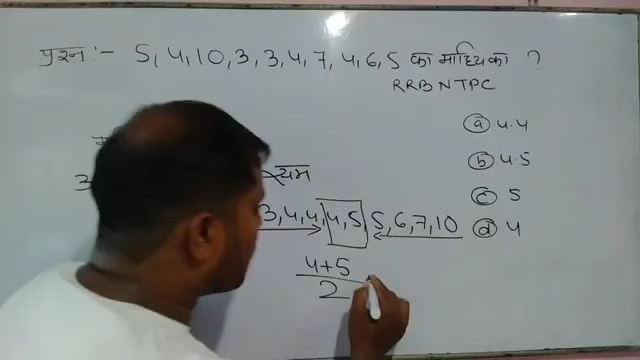 प्रश्न:- 5, 4, 10, 3, 3, 4, 7, 4, 6, 5 का माध्यिका ?
RRB NTPC
ⓐ 4.4
ⓑ 4.5
यम
3, 4, 4, 4, 5, 5, 6, 7, 10
ⓒ 5
ⓓ 4
4+5
2